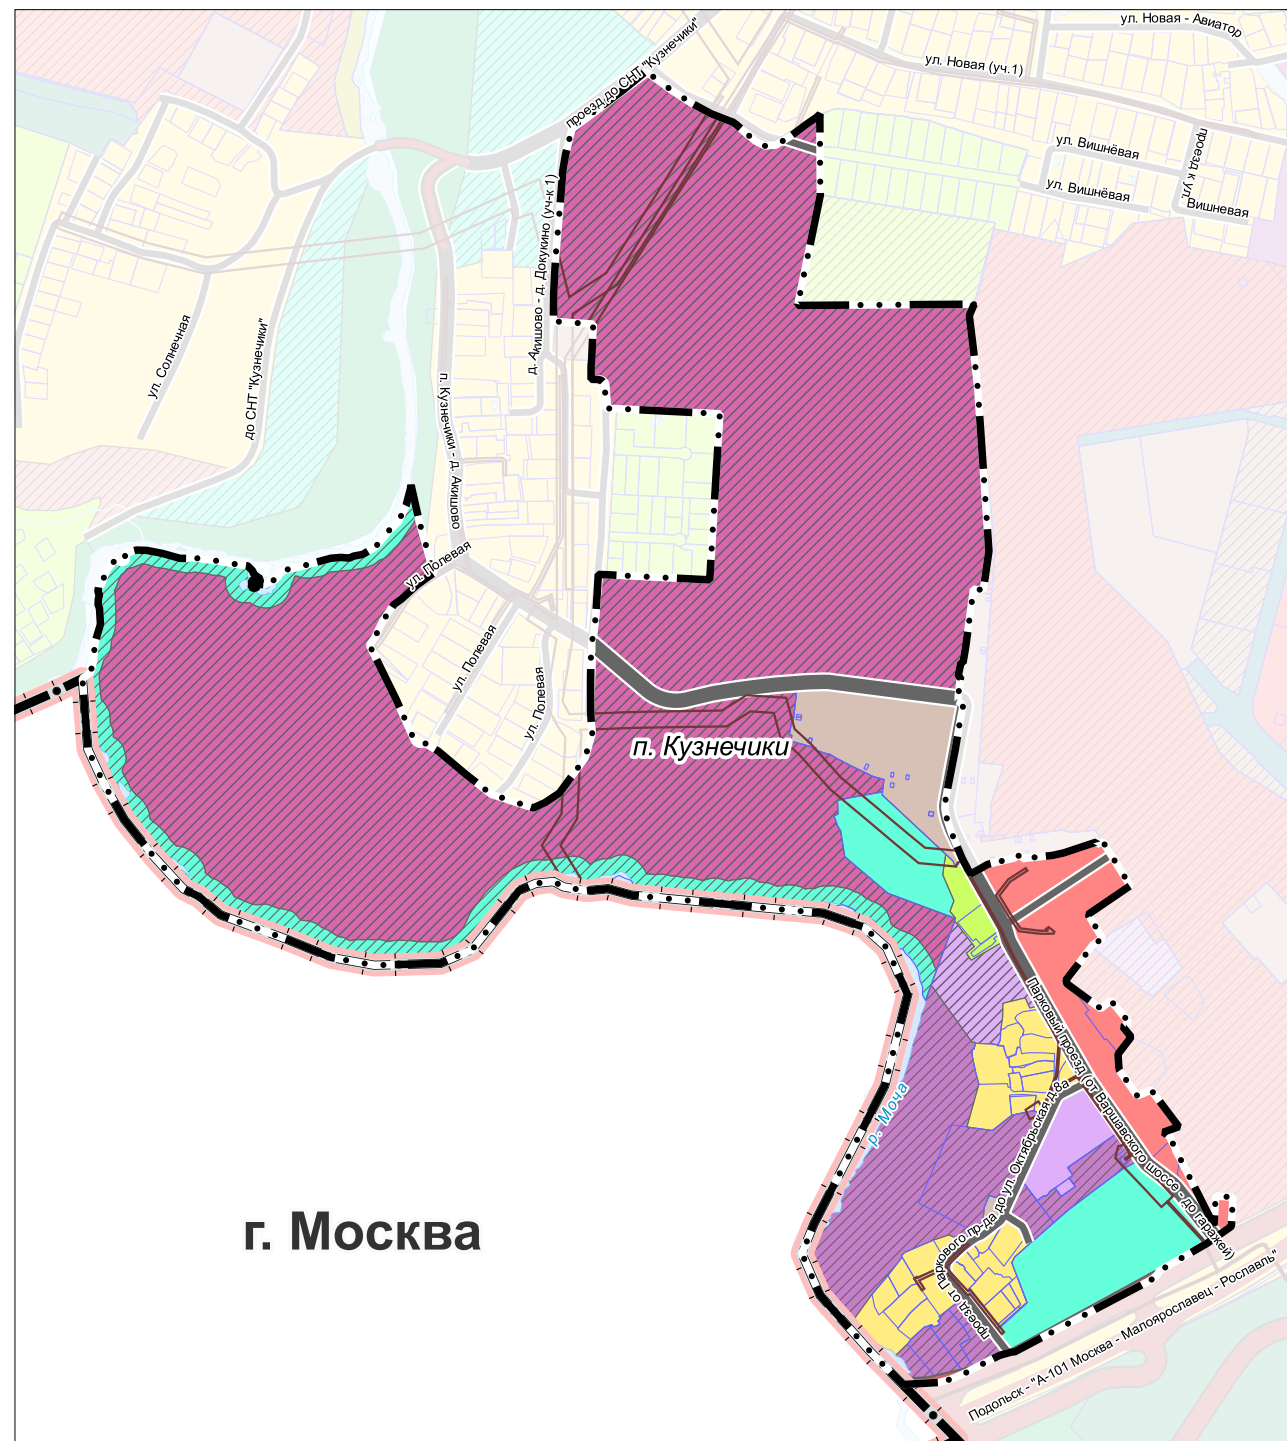 ул. Новая - Авиатор
проезд до СНТ "Кузнечики"
ул. Новая (уч.1)
ул. Вишнёвая
проезд к ул.
Вишневая
ул. Вишнёвая
д. Акишово - д. Докукино (уч-к 1)
ул. Солнечная
до СНТ "Кузнечики"
п. Кузнечики - д. Акишово
ул. Полевая
ул. Полевая
ул. Полевая
п. Кузнечики
Парковый проезд (от Варшавского шоссе - до гаражей)
р. Моча
проезд от Паркового пр-да до ул. Октябрьская д.8а
г. Москва
Подольск - "А-101 Москва - Малоярославец - Рославль"